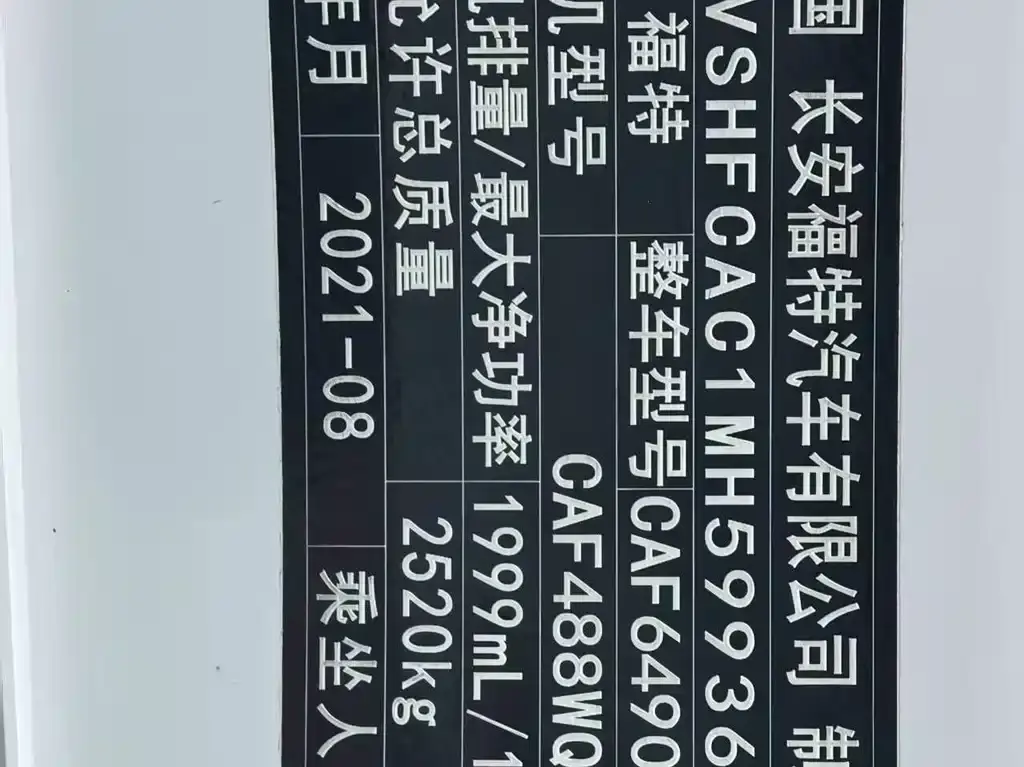 国 长安福特汽车有限公司 制
VSHFCAC1MH599936
福特 整车型号 CAF6490
机型号 CAF488WQ
排量/最大净功率 1999mL/1
允许总质量 2520kg
年月 2021-08 乘坐人